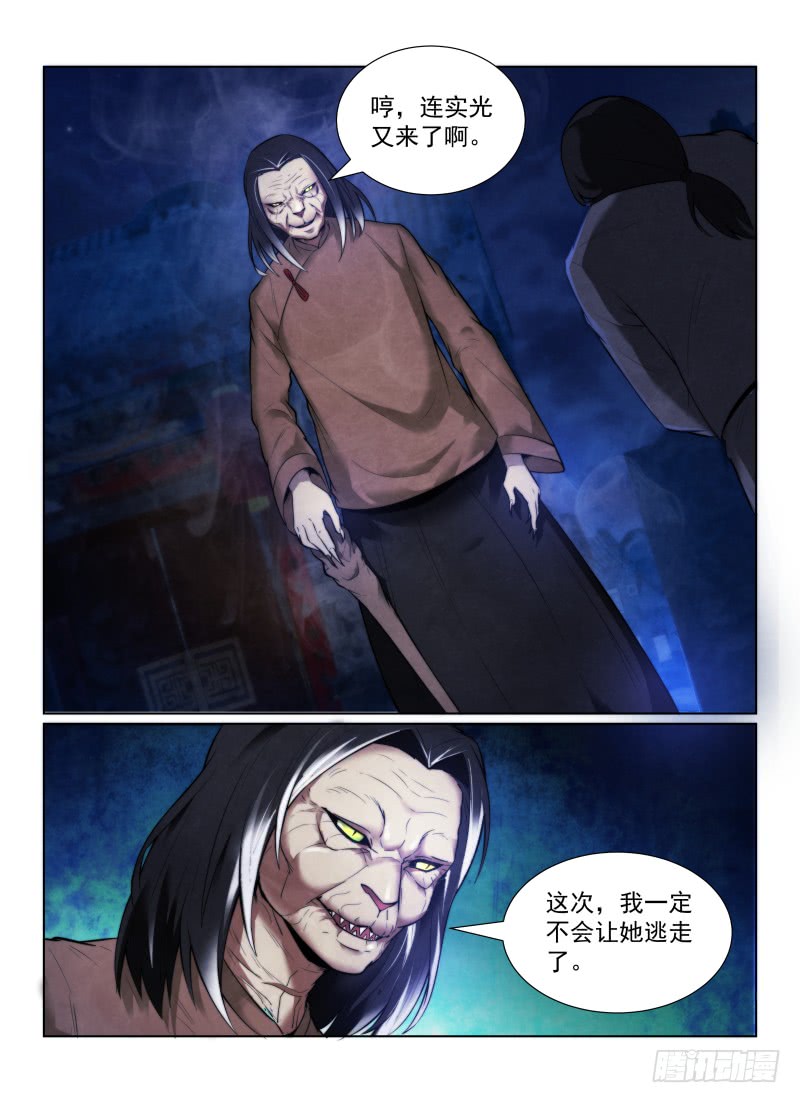 哼，连实光
又来了啊。
这次，我一定
不会让她逃走
了。
腾讯动漫